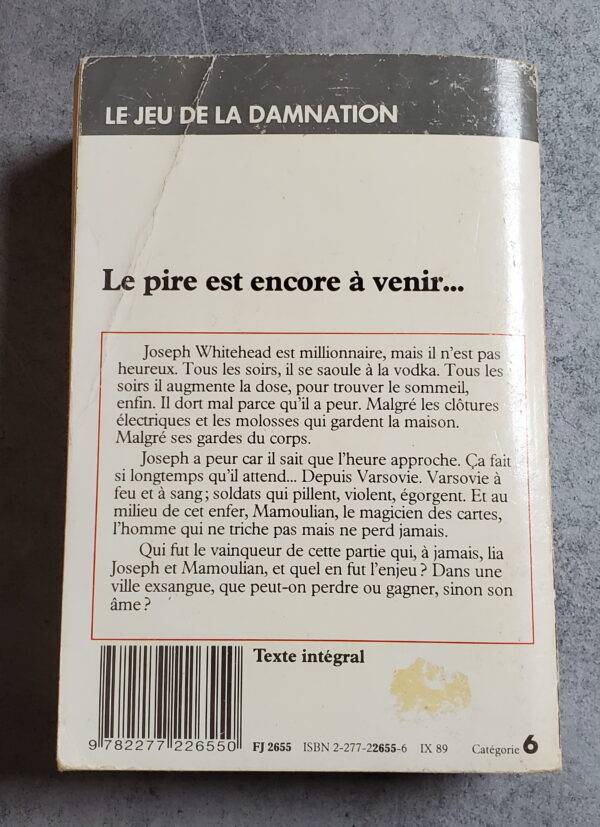 LE JEU DE LA DAMNATION
Le pire est encore à venir...
Joseph Whitehead est millionnaire, mais il n'est pas
heureux. Tous les soirs, il se saoule à la vodka. Tous les
soirs il augmente la dose, pour trouver le sommeil,
enfin. Il dort mal parce qu'il a peur. Malgré les clôtures
électriques et les molosses qui gardent la maison.
Malgré ses gardes du corps.
Joseph a peur car il sait que l'heure approche. Ça fait
si longtemps qu'il attend... Depuis Varsovie. Varsovie à
feu et à sang; soldats qui pillent, violent, égorgent. Et au
milieu de cet enfer, Mamoulian, le magicien des cartes,
l'homme qui ne triche pas mais ne perd jamais.
Qui fut le vainqueur de cette partie qui, à jamais, lia
Joseph et Mamoulian, et quel en fut l'enjeu? Dans une
ville exsangue, que peut-on perdre ou gagner, sinon son
âme?
Texte intégral
9 782277 226550 FJ 2655 ISBN 2-277-22655-6 IX 89 Catégorie 6